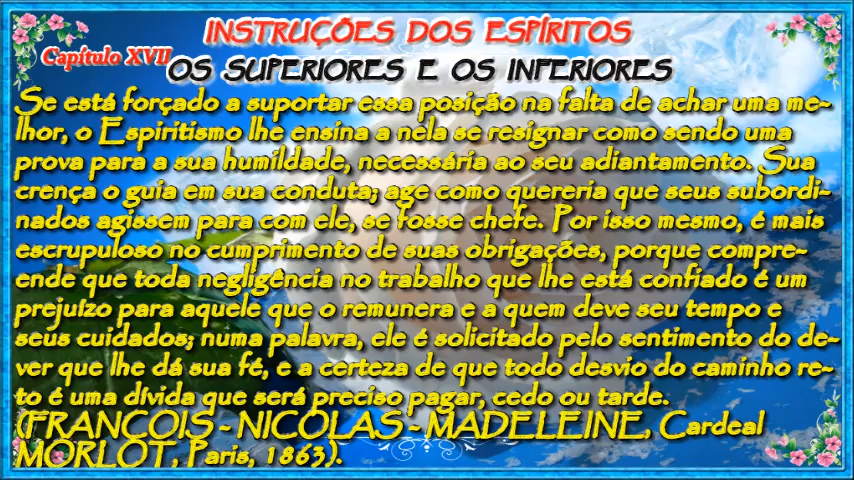 INSTRUÇÕES DOS ESPÍRITOS
Capítulo XVII
OS SUPERIORES E OS INFERIORES
Se está forçado a suportar essa posição na falta de achar uma me-
lhor, o Espiritismo lhe ensina a nela se resignar como sendo uma
prova para a sua humildade, necessária ao seu adiantamento. Sua
crença o guia em sua conduta; age como quereria que seus subordi-
nados agissem para com ele, se fosse chefe. Por isso mesmo, é mais
escrupuloso no cumprimento de suas obrigações, porque compre-
ende que toda negligência no trabalho que lhe está confiado é um
prejuízo para aquele que o remunera e a quem deve seu tempo e
seus cuidados; numa palavra, ele é solicitado pelo sentimento do de-
ver que lhe dá sua fé, e a certeza de que todo desvio do caminho re-
to é uma dívida que será preciso pagar, cedo ou tarde.
(FRANCOIS - NICOLAS - MADELEINE, Cardeal
MORLOT, Paris, 1863).